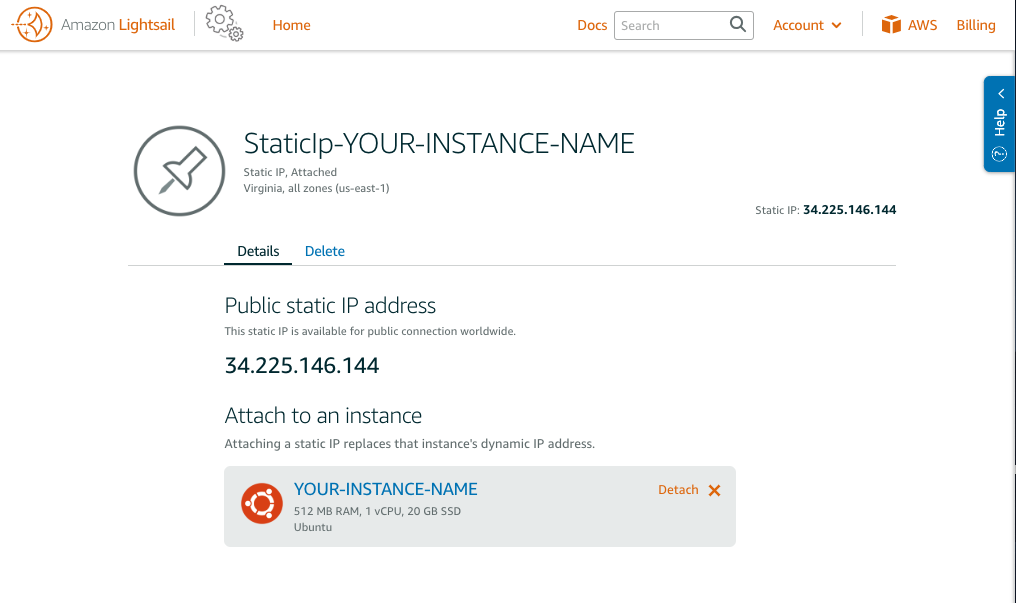 Amazon Lightsail
Home
Docs
Search
Account
AWS
Billing
Help
StaticIp-YOUR-INSTANCE-NAME
Static IP, Attached
Virginia, all zones (us-east-1)
Static IP: 34.225.146.144
Details
Delete
Public static IP address
This static IP is available for public connection worldwide.
34.225.146.144
Attach to an instance
Attaching a static IP replaces that instance's dynamic IP address.
YOUR-INSTANCE-NAME
Detach
512 MB RAM, 1 vCPU, 20 GB SSD
Ubuntu